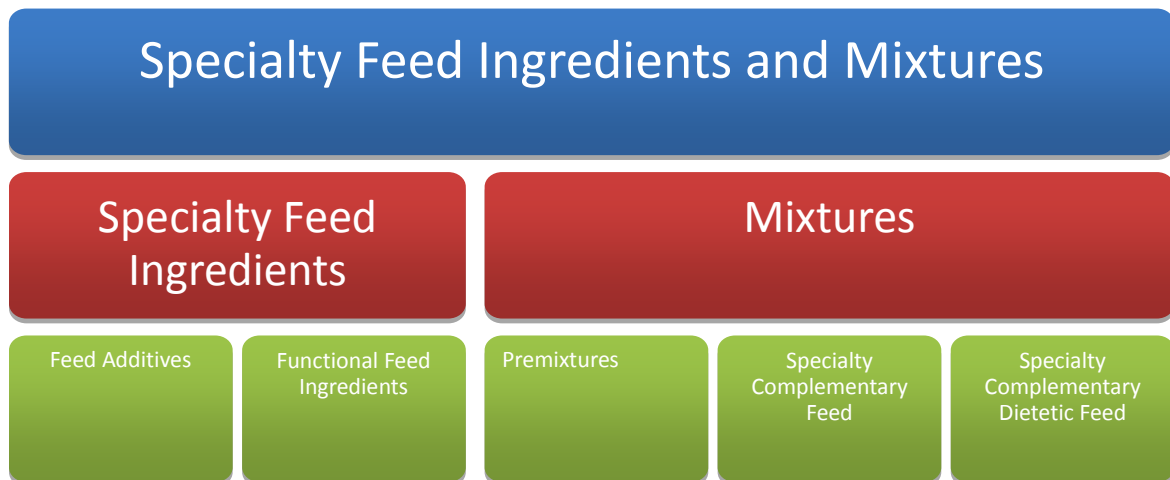 Specialty Feed Ingredients and Mixtures
Specialty Feed
Ingredients
Mixtures
Feed Additives
Functional Feed
Ingredients
Premixtures
Specialty
Complementary
Feed
Specialty
Complementary
Dietetic Feed